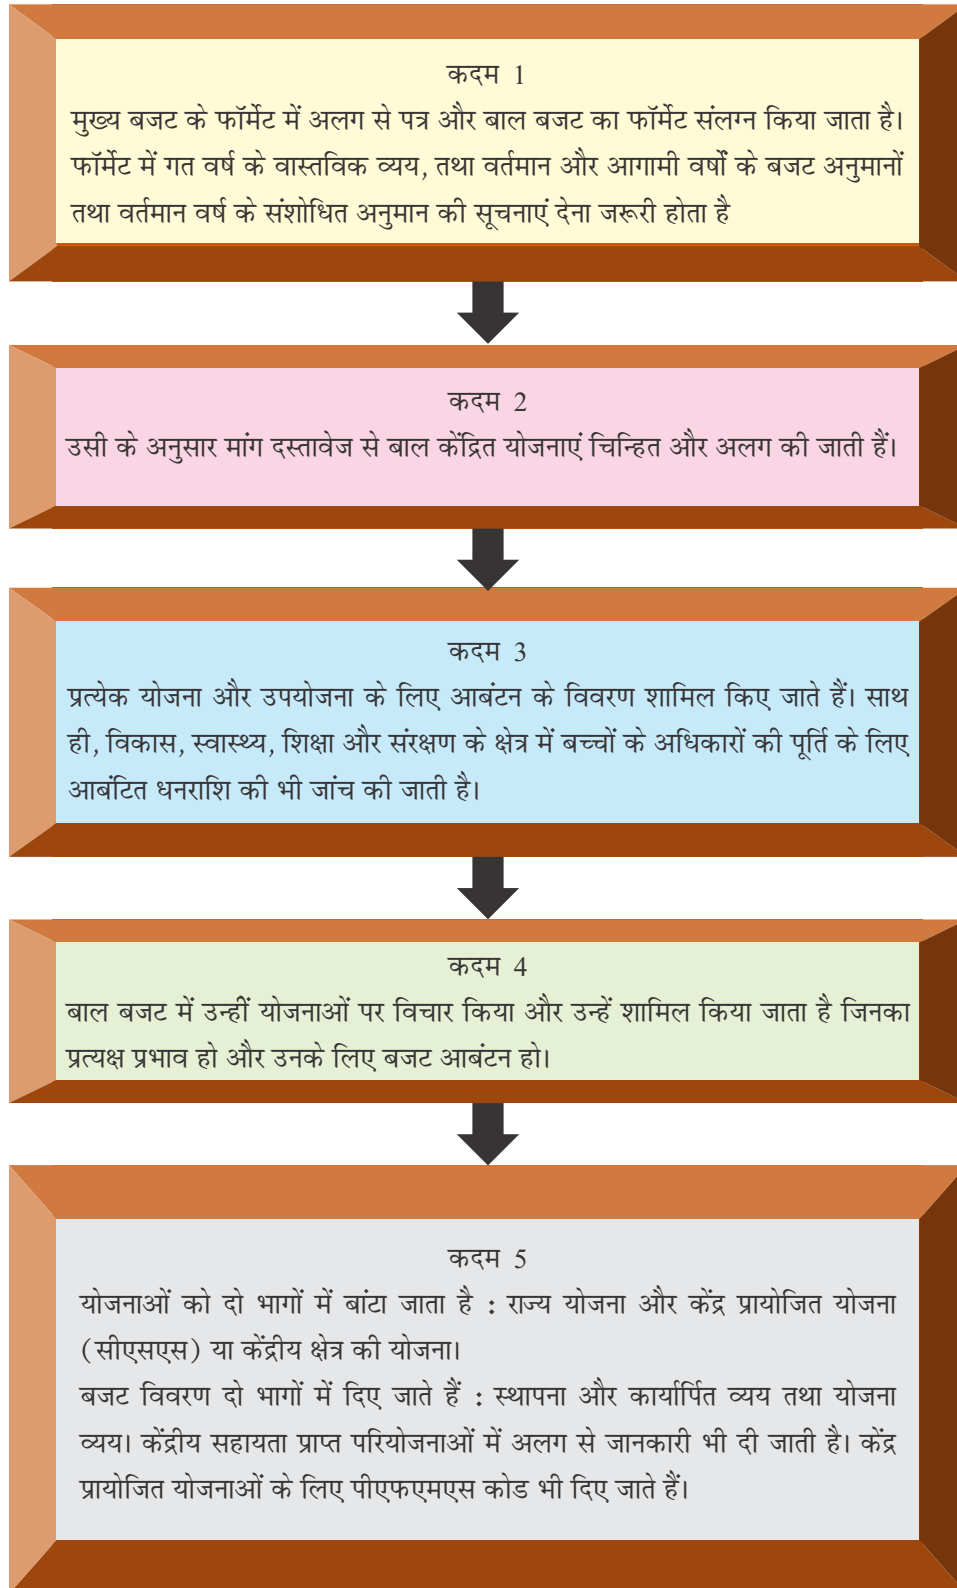 कदम 1
मुख्य बजट के फॉर्मेट में अलग से पत्र और बाल बजट का फॉर्मेट संलग्न किया जाता है।
फॉर्मेट में गत वर्ष के वास्तविक व्यय, तथा वर्तमान और आगामी वर्षों के बजट अनुमानों
तथा वर्तमान वर्ष के संशोधित अनुमान की सूचनाएं देना जरूरी होता है
कदम 2
उसी के अनुसार मांग दस्तावेज से बाल केंद्रित योजनाएं चिन्हित और अलग की जाती हैं।
कदम 3
प्रत्येक योजना और उपयोजना के लिए आबंटन के विवरण शामिल किए जाते हैं। साथ
ही, विकास, स्वास्थ्य, शिक्षा और संरक्षण के क्षेत्र में बच्चों के अधिकारों की पूर्ति के लिए
आबंटित धनराशि की भी जांच की जाती है।
कदम 4
बाल बजट में उन्हीं योजनाओं पर विचार किया और उन्हें शामिल किया जाता है जिनका
प्रत्यक्ष प्रभाव हो और उनके लिए बजट आबंटन हो।
कदम 5
योजनाओं को दो भागों में बांटा जाता है : राज्य योजना और केंद्र प्रायोजित योजना
(सीएसएस) या केंद्रीय क्षेत्र की योजना।
बजट विवरण दो भागों में दिए जाते हैं : स्थापना और कार्यार्पित व्यय तथा योजना
व्यय। केंद्रीय सहायता प्राप्त परियोजनाओं में अलग से जानकारी भी दी जाती है। केंद्र
प्रायोजित योजनाओं के लिए पीएफएमएस कोड भी दिए जाते हैं।